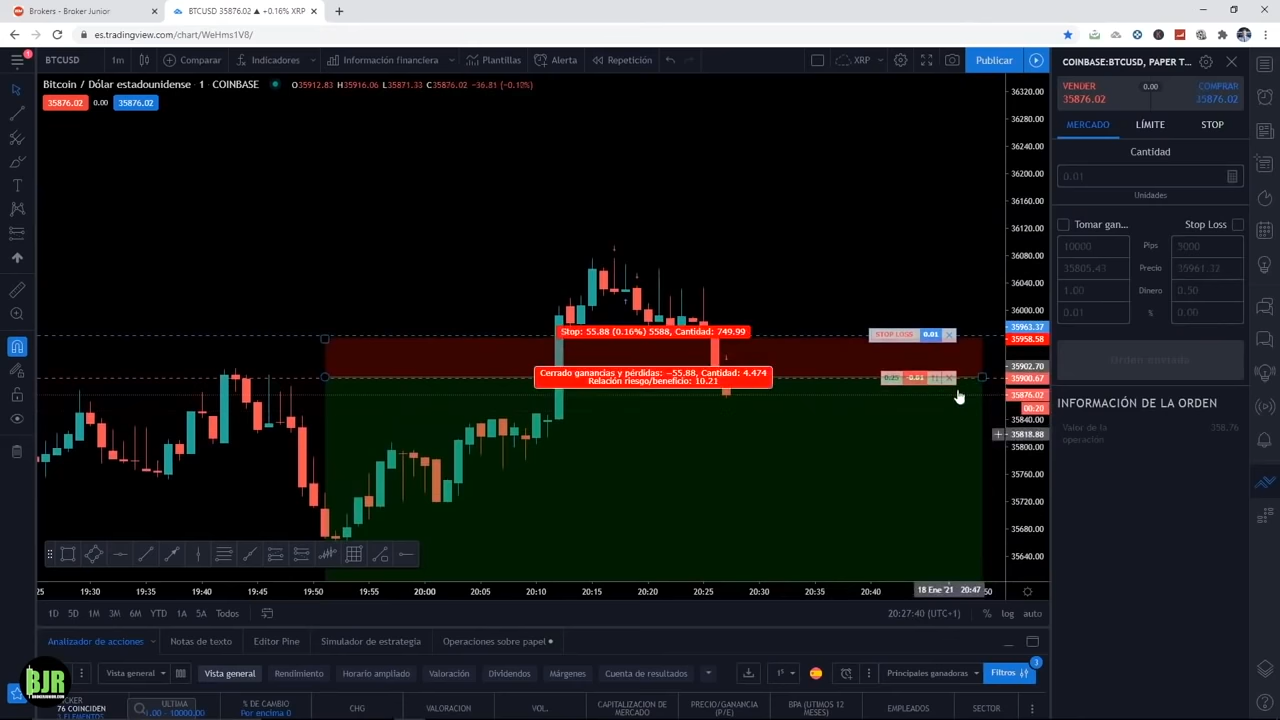 Brokers - Broker Junior
BTCUSD 35876.02 ▲ +0.16% XRP
es.tradingview.com/chart/WeHms1V8/
BTCUSD 1m Comparar Indicadores Información financiera Plantillas Alerta Repetición XRP Publicar
COINBASE:BTCUSD, PAPER T...
Bitcoin / Dólar estadounidense · 1 · COINBASE O35912.83 H35916.06 L35871.33 C35876.02 −36.81 (−0.10%)
35876.02 0.00 35876.02
VENDER 0.00 COMPRAR
35876.02 35876.02
MERCADO LÍMITE STOP
Cantidad
0.01
Unidades
Tomar gan... Stop Loss
10000 Pips 5000
35805.43 Precio 35961.32
1.00 Dinero 0.50
0.01 % 0.01
INFORMACIÓN DE LA ORDEN
Valor de la operación 358.76
36320.00
36280.00
36240.00
36200.00
36160.00
36120.00
36080.00
36040.00
36000.00
35963.37
35958.58
35902.70
35900.67
35876.02
00:20
35840.00
35818.88
35800.00
35760.00
35720.00
35680.00
35640.00
Stop: 55.88 (0.16%) 5588, Cantidad: 749.99
STOP LOSS 0.01
Cerrado ganancias y pérdidas: −55.88, Cantidad: 4.474
Relación riesgo/beneficio: 10.21
0.25 -0.01
19:30 19:35 19:40 19:45 19:50 19:55 20:00 20:05 20:10 20:15 20:20 20:25 20:30 20:35 20:40 18 Ene '21 20:47
1D 5D 1M 3M 6M YTD 1A 5A Todos 20:27:40 (UTC+1) % log auto
Analizador de acciones Notas de texto Editor Pine Simulador de estrategia Operaciones sobre papel
Vista general Vista general Rendimiento Horario ampliado Valoración Dividendos Márgenes Cuenta de resultados Principales ganadoras Filtros 3
BJR
76 COINCIDEN
ÚLTIMA
-1.00 - 10000.00
% DE CAMBIO
Por encima 0
CHG VALORACIÓN VOL.
CAPITALIZACIÓN DE MERCADO
PRECIO/GANANCIA (P/E)
BPA (ÚTIMOS 12 MESES)
EMPLEADOS SECTOR